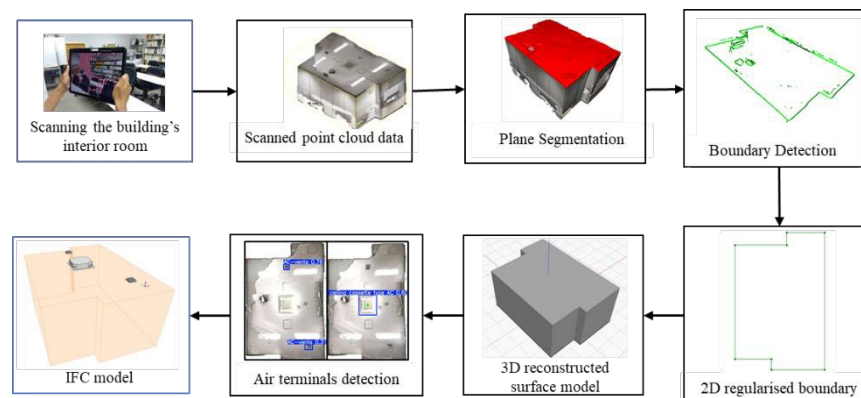 Scanning the building's
interior room
Scanned point cloud data
Plane Segmentation
Boundary Detection
IFC model
Air terminals detection
3D reconstructed
surface model
2D regularised boundary